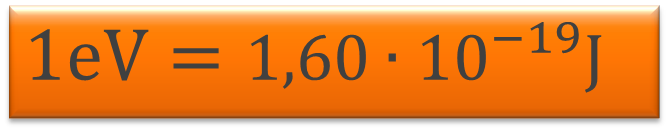 1eV = 1,60 · 10⁻¹⁹J